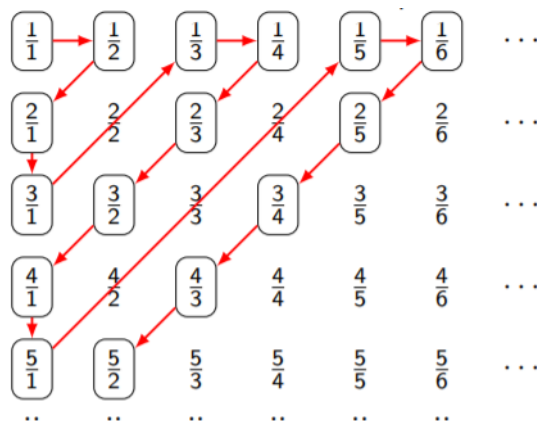 1/1 1/2 1/3 1/4 1/5 1/6 ...
2/1 2/2 2/3 2/4 2/5 2/6 ...
3/1 3/2 3/3 3/4 3/5 3/6 ...
4/1 4/2 4/3 4/4 4/5 4/6 ...
5/1 5/2 5/3 5/4 5/5 5/6 ...
.. .. .. .. .. ..